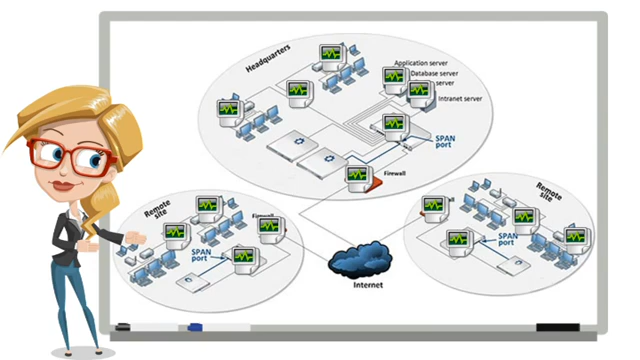 Headquarters
Application server
Database server
server
Intranet server
SPAN
port
Firewall
Remote
site
SPAN
port
Internet
Remote
site
SPAN
port